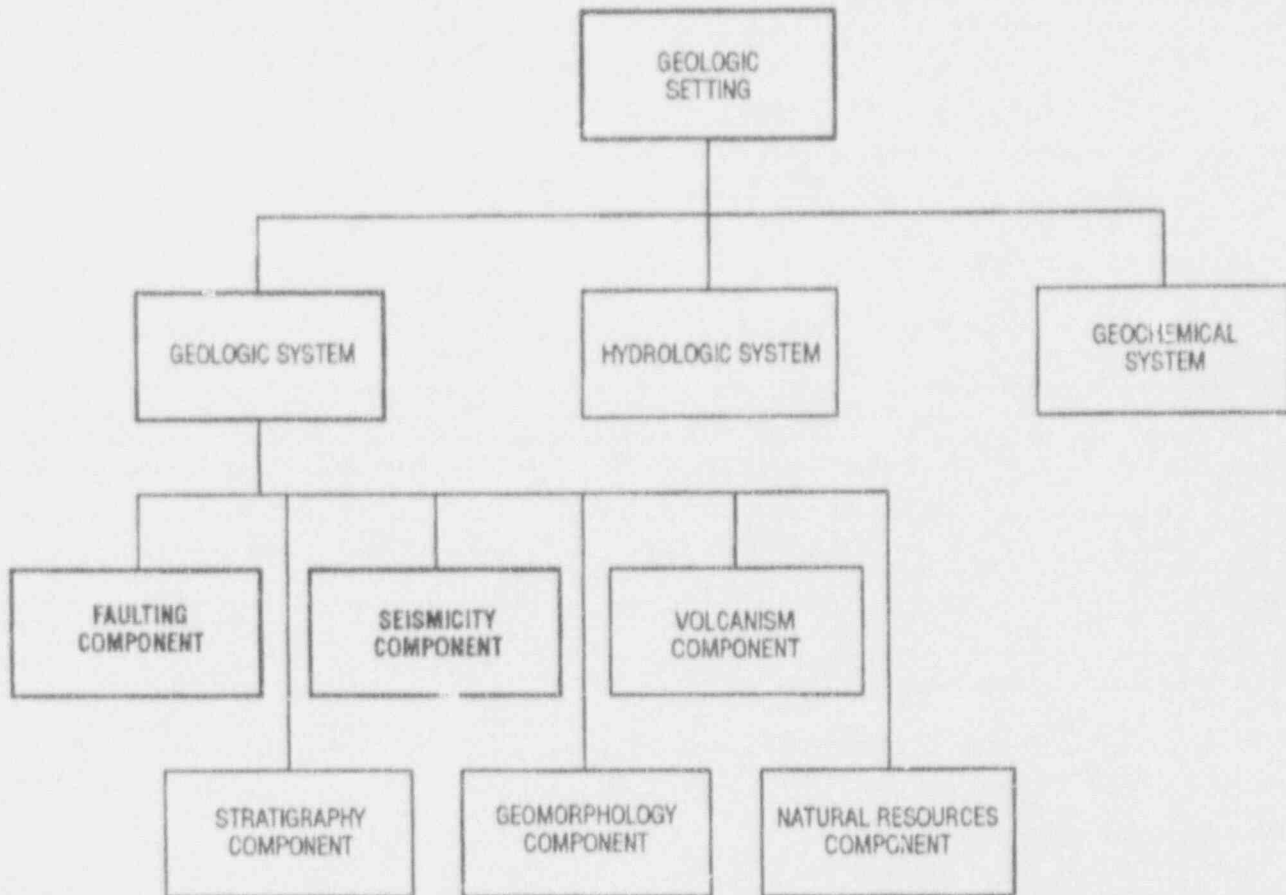 GEOLOGIC
SETTING
GEOLOGIC SYSTEM
HYDROLOGIC SYSTEM
GEOCHEMICAL
SYSTEM
FAULTING
COMPONENT
SEISMICITY
COMPONENT
VOLCANISM
COMPONENT
STRATIGRAPHY
COMPONENT
GEOMORPHOLOGY
COMPONENT
NATURAL RESOURCES
COMPONENT